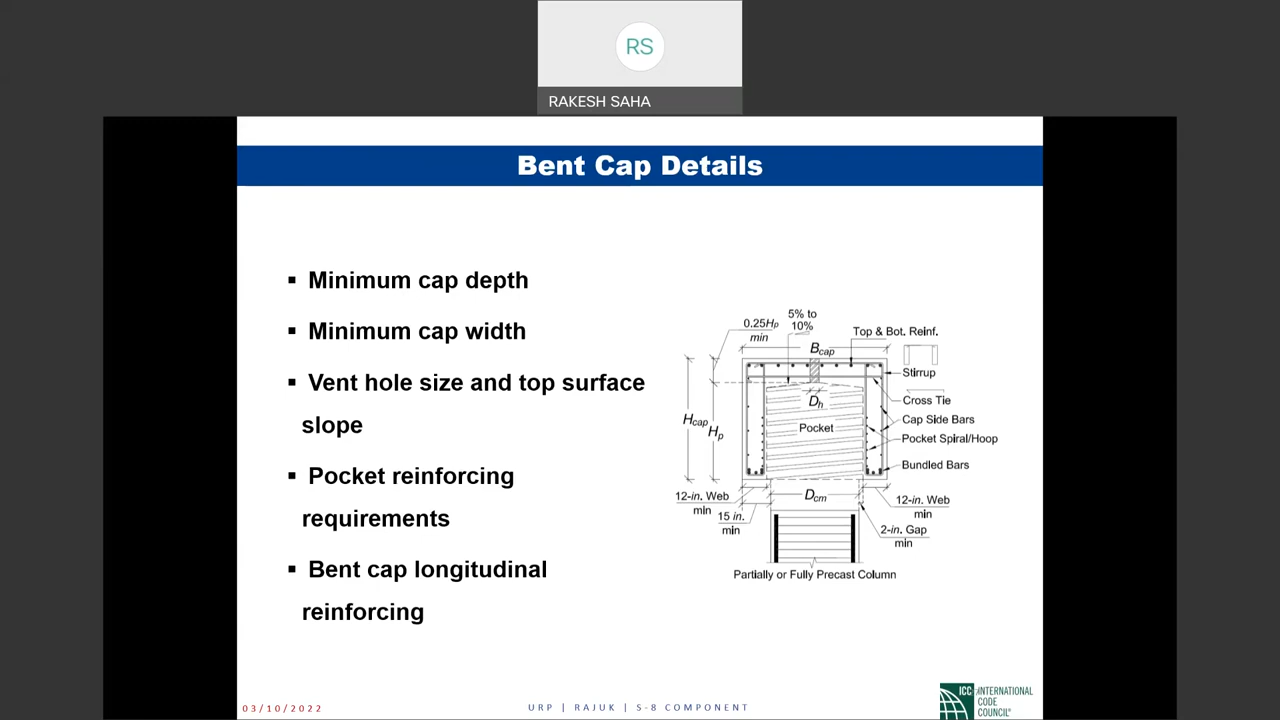 RS
RAKESH SAHA
Bent Cap Details
▪ Minimum cap depth
▪ Minimum cap width
▪ Vent hole size and top surface
slope
▪ Pocket reinforcing
requirements
▪ Bent cap longitudinal
reinforcing
5% to
10%
0.25Hp
min
Top & Bot. Reinf.
Bcap
Stirrup
Dh
Cross Tie
Hcap
Hp
Pocket
Cap Side Bars
Pocket Spiral/Hoop
Bundled Bars
12-in. Web
min
Dcm
12-in. Web
min
15 in.
min
2-in. Gap
min
Partially or Fully Precast Column
03/10/2022
URP | RAJUK | S-8 COMPONENT
ICC
INTERNATIONAL
CODE
COUNCIL®